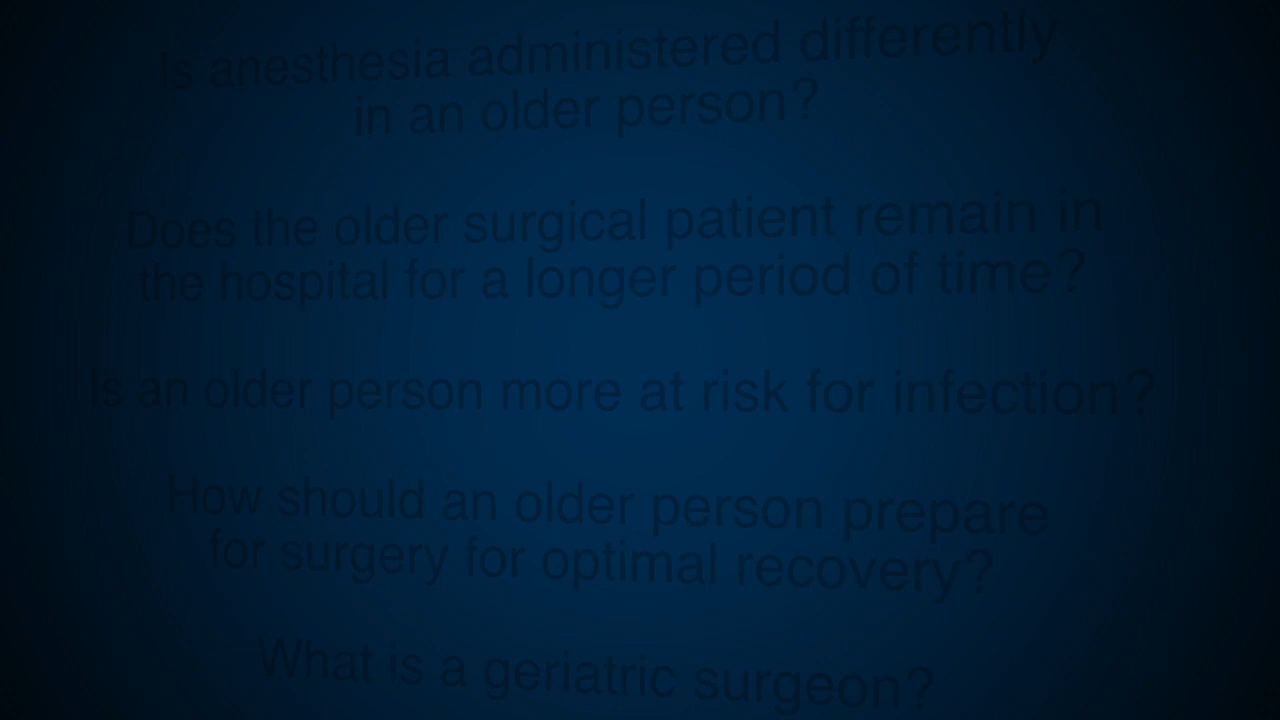 Is anesthesia administered differently
in an older person?
Does the older surgical patient remain in
the hospital for a longer period of time?
Is an older person more at risk for infection?
How should an older person prepare
for surgery for optimal recovery?
What is a geriatric surgeon?